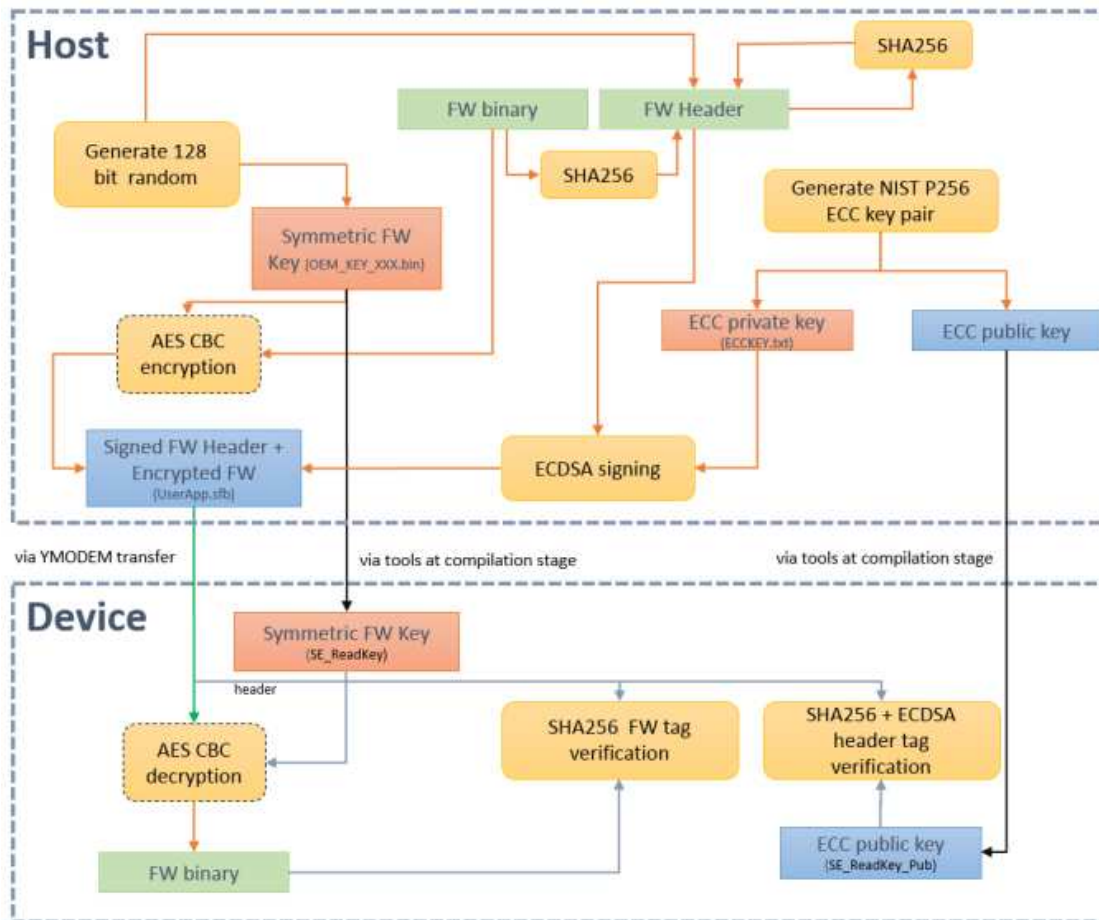 Host
SHA256
FW binary
FW Header
Generate 128
bit random
SHA256
Generate NIST P256
ECC key pair
Symmetric FW
Key (OEM_KEY_XXX.bin)
AES CBC
encryption
ECC private key
(ECCKEY.txt)
ECC public key
Signed FW Header +
Encrypted FW
(UserApp.sfb)
ECDSA signing
via YMODEM transfer
via tools at compilation stage
via tools at compilation stage
Device
Symmetric FW Key
(SE_ReadKey)
header
AES CBC
decryption
SHA256 FW tag
verification
SHA256 + ECDSA
header tag
verification
FW binary
ECC public key
(SE_ReadKey_Pub)